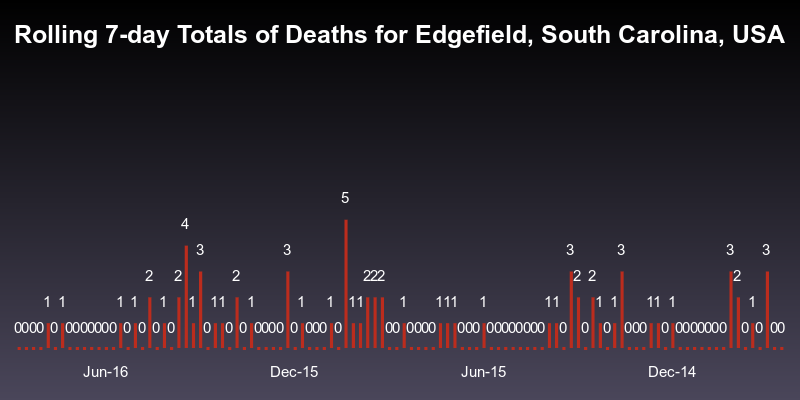 Rolling 7-day Totals of Deaths for Edgefield, South Carolina, USA
5
4
3 3 3 3 3 3
2 2 2 222 2 2 2
1 1 1 1 1 1 11 1 1 1 11 1 111 1 11 1 1 11 1 1
0000 0 0000000 0 0 0 0 0 0 0 0000 0 000 0 00 0000 000 00000000 0 0 0 000 0 0000000 0 0 00
Jun-16 Dec-15 Jun-15 Dec-14